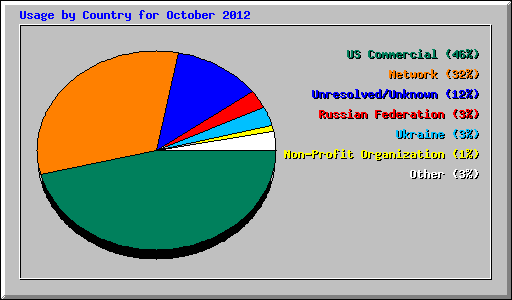 Usage by Country for October 2012
US Commercial (46%)
Network (32%)
Unresolved/Unknown (12%)
Russian Federation (3%)
Ukraine (3%)
Non-Profit Organization (1%)
Other (3%)